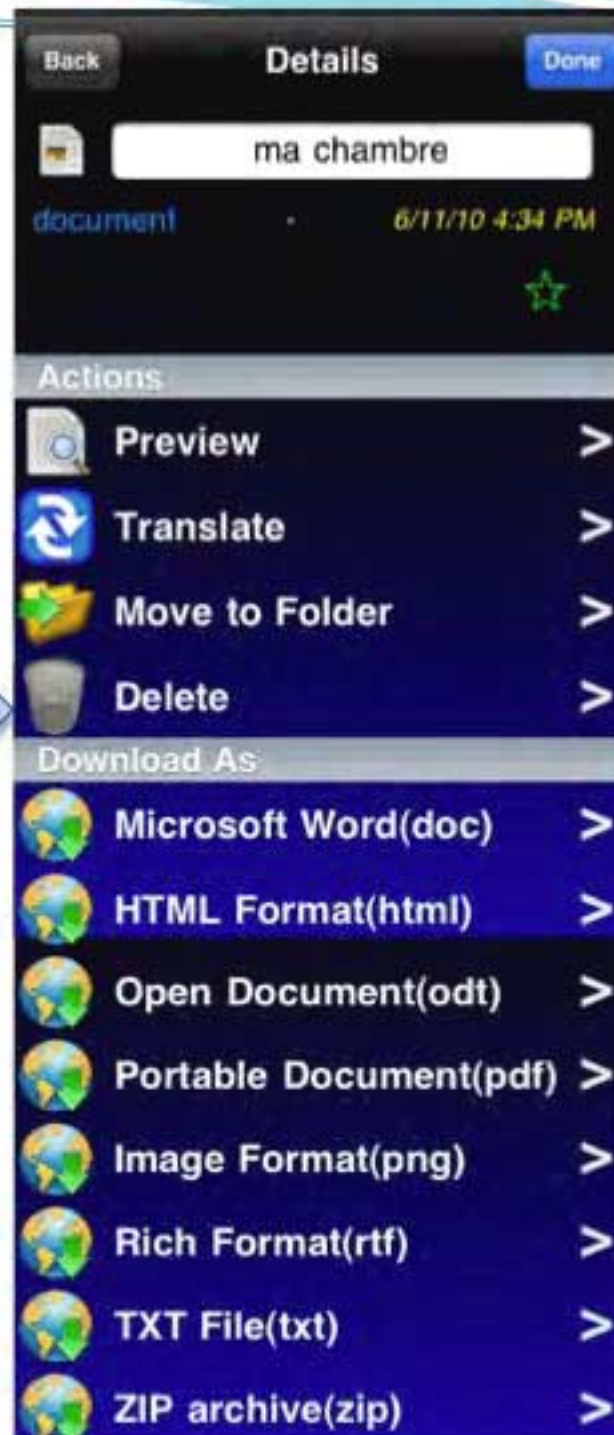 Back Details Done
ma chambre
document 6/11/10 4:34 PM
Actions
Preview >
Translate >
Move to Folder >
Delete >
Download As
Microsoft Word(doc) >
HTML Format(html) >
Open Document(odt) >
Portable Document(pdf) >
Image Format(png) >
Rich Format(rtf) >
TXT File(txt) >
ZIP archive(zip) >